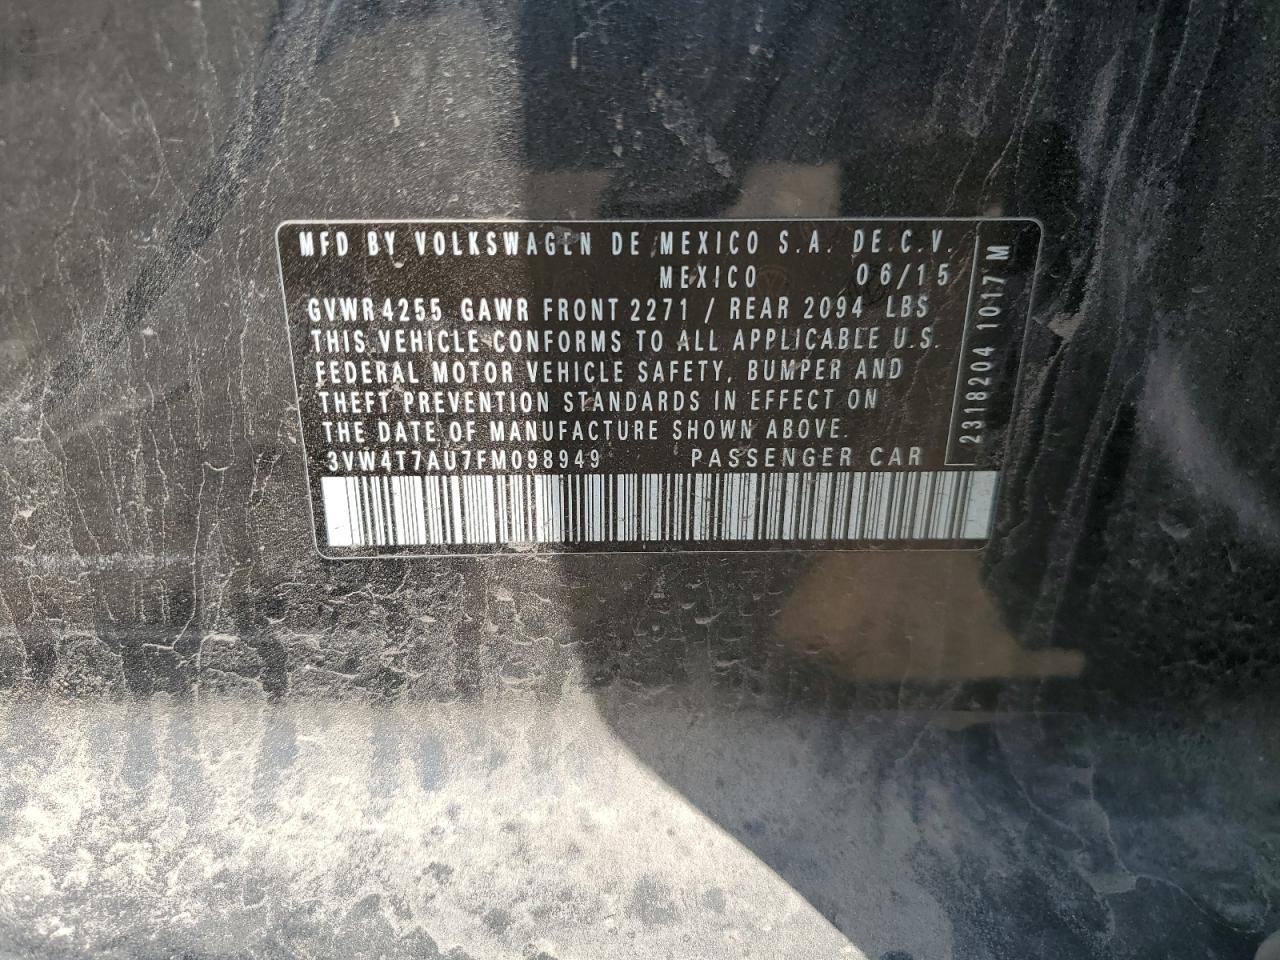 MFD BY VOLKSWAGEN DE MEXICO S.A. DE C.V.
MEXICO 06/15
GVWR 4255 GAWR FRONT 2271 / REAR 2094 LBS
THIS VEHICLE CONFORMS TO ALL APPLICABLE U.S.
FEDERAL MOTOR VEHICLE SAFETY, BUMPER AND
THEFT PREVENTION STANDARDS IN EFFECT ON
THE DATE OF MANUFACTURE SHOWN ABOVE.
3VW4T7AU7FM098949 PASSENGER CAR
2318204 1017 M